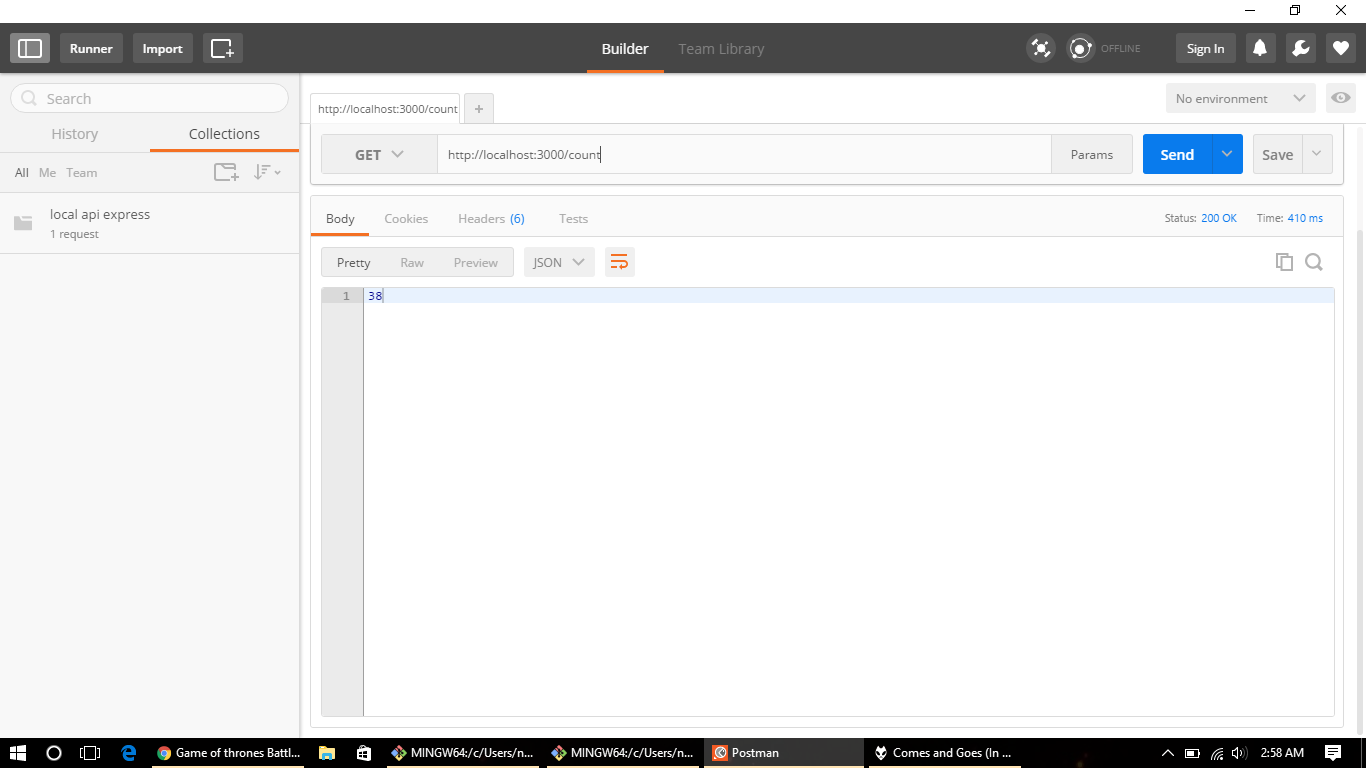 Runner
Import
Builder
Team Library
OFFLINE
Sign In
Search
History
Collections
All Me Team
local api express
1 request
http://localhost:3000/count
+
No environment
GET
http://localhost:3000/count
Params
Send
Save
Body
Cookies
Headers (6)
Tests
Status: 200 OK
Time: 410 ms
Pretty
Raw
Preview
JSON
1
38
Game of thrones Battl...
MINGW64:/c/Users/n...
MINGW64:/c/Users/n...
Postman
Comes and Goes (In ...
2:58 AM